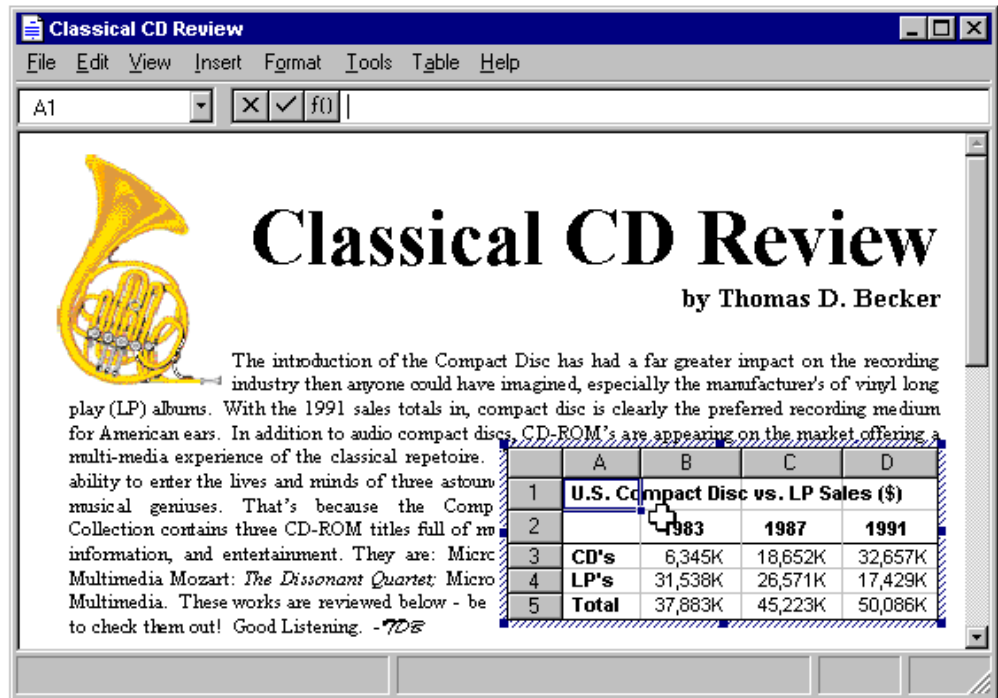 Classical CD Review
File Edit View Insert Format Tools Table Help
A1 f()
Classical CD Review
by Thomas D. Becker
The introduction of the Compact Disc has had a far greater impact on the recording
industry then anyone could have imagined, especially the manufacturer's of vinyl long
play (LP) albums. With the 1991 sales totals in, compact disc is clearly the preferred recording medium
for American ears. In addition to audio compact discs, CD-ROM's are appearing on the market offering a
multi-media experience of the classical repetoire.
ability to enter the lives and minds of three astoun
musical geniuses. That's because the Comp
Collection contains three CD-ROM titles full of
information, and entertainment. They are: Micro
Multimedia Mozart: The Dissonant Quartet; Micro
Multimedia. These works are reviewed below - be
to check them out! Good Listening. -TDB
A B C D
1 U.S. Compact Disc vs. LP Sales ($)
2 1983 1987 1991
3 CD's 6,345K 18,652K 32,657K
4 LP's 31,538K 26,571K 17,429K
5 Total 37,883K 45,223K 50,086K